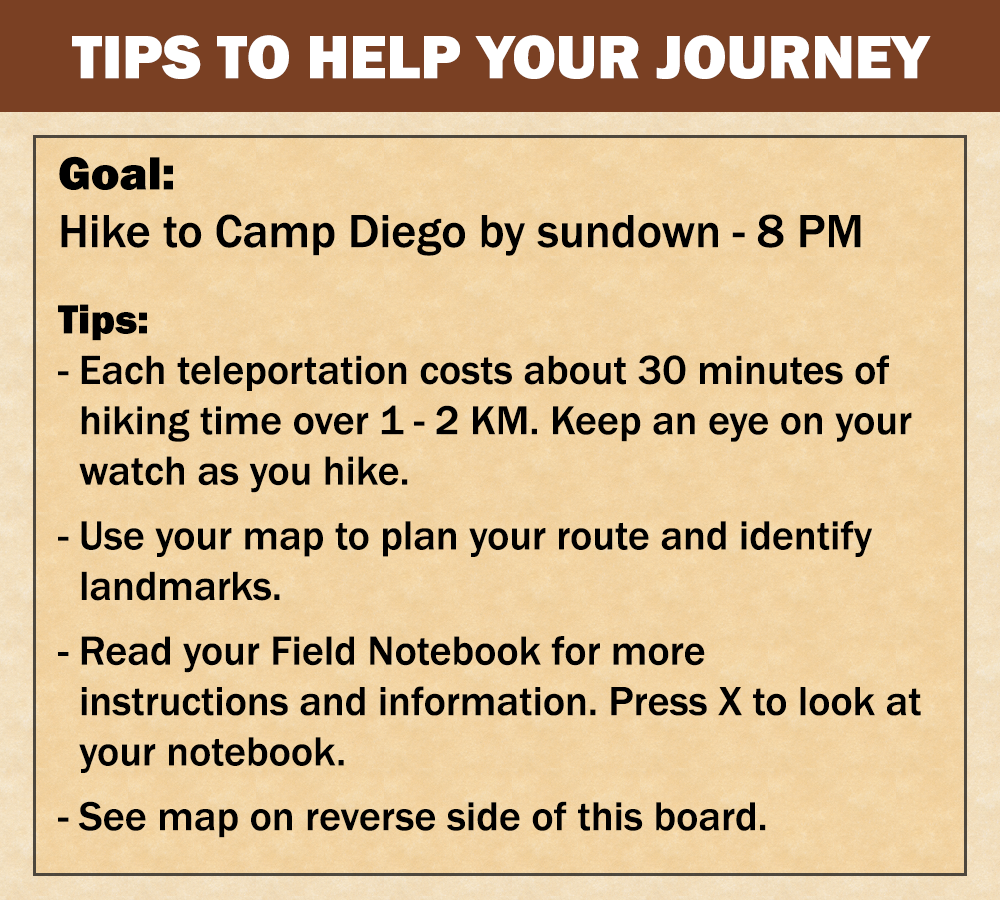 TIPS TO HELP YOUR JOURNEY
Goal:
Hike to Camp Diego by sundown - 8 PM
Tips:
- Each teleportation costs about 30 minutes of
hiking time over 1 - 2 KM. Keep an eye on your
watch as you hike.
- Use your map to plan your route and identify
landmarks.
- Read your Field Notebook for more
instructions and information. Press X to look at
your notebook.
- See map on reverse side of this board.